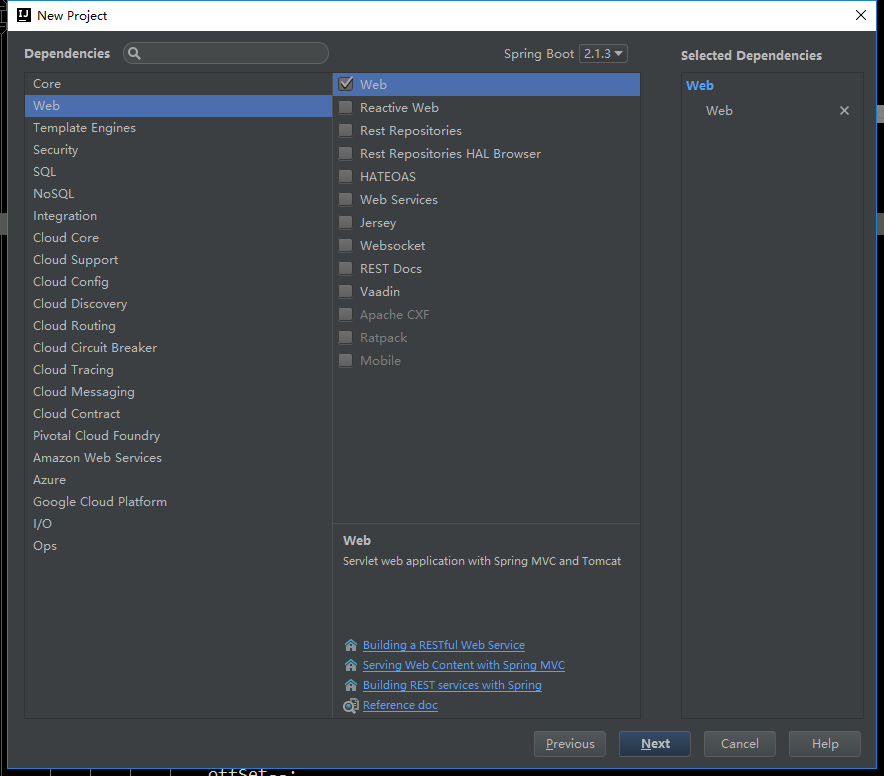 New Project
Dependencies
Spring Boot 2.1.3
Selected Dependencies
Core
Web
Template Engines
Security
SQL
NoSQL
Integration
Cloud Core
Cloud Support
Cloud Config
Cloud Discovery
Cloud Routing
Cloud Circuit Breaker
Cloud Tracing
Cloud Messaging
Cloud Contract
Pivotal Cloud Foundry
Amazon Web Services
Azure
Google Cloud Platform
I/O
Ops
Web
Reactive Web
Rest Repositories
Rest Repositories HAL Browser
HATEOAS
Web Services
Jersey
Websocket
REST Docs
Vaadin
Apache CXF
Ratpack
Mobile
Web
Servlet web application with Spring MVC and Tomcat
Building a RESTful Web Service
Serving Web Content with Spring MVC
Building REST services with Spring
Reference doc
Web
Web
Previous
Next
Cancel
Help
offSet--;